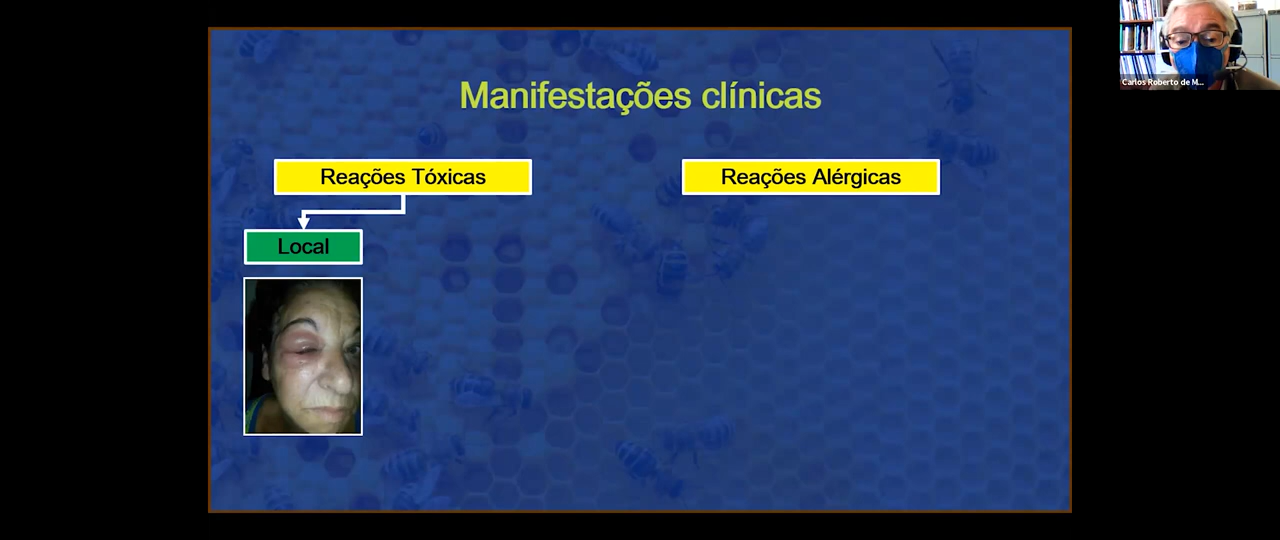 Manifestações clínicas
Reações Tóxicas
Reações Alérgicas
Local
Carlos Roberto de M...